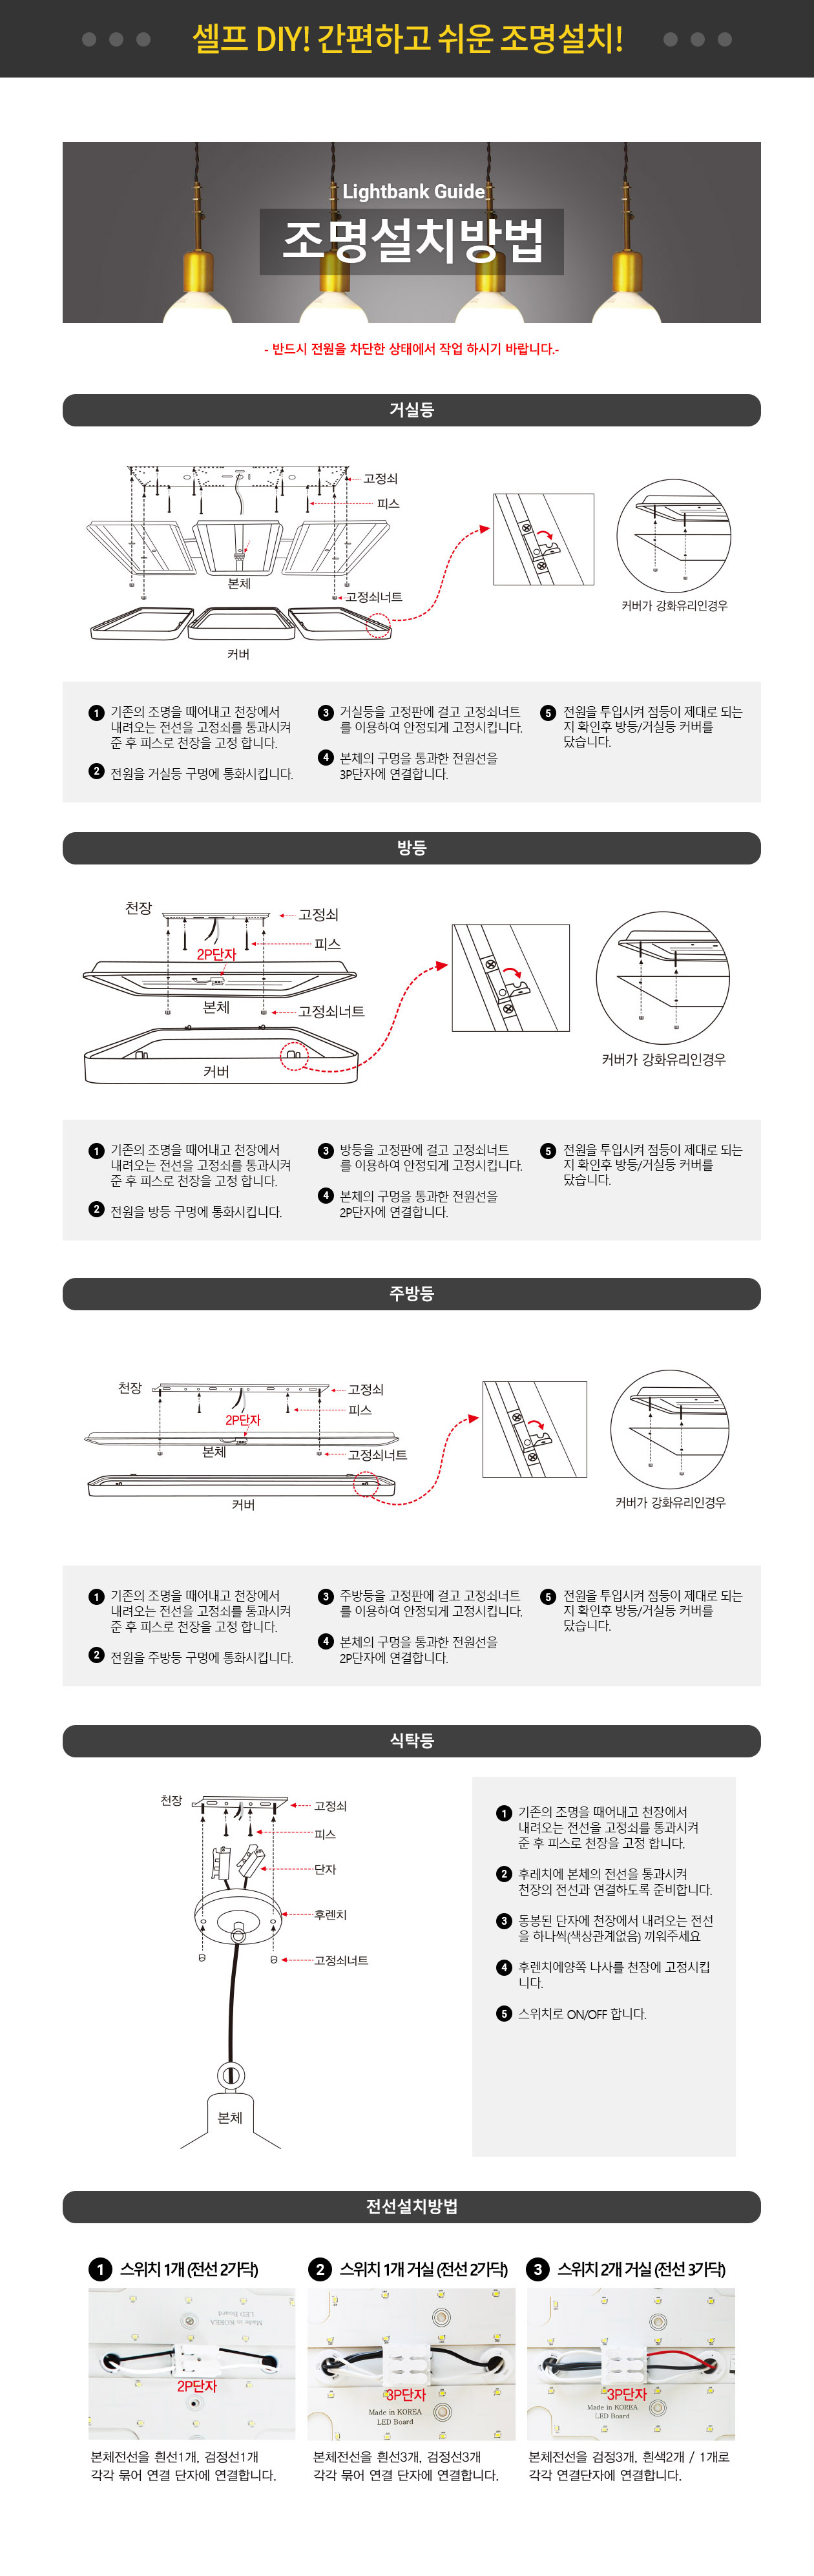 셀프 DIY! 간편하고 쉬운 조명설치!
Lightbank Guide
조명설치방법
- 반드시 전원을 차단한 상태에서 작업 하시기 바랍니다.-
거실등
고정쇠
피스
본체
고정쇠너트
커버
커버가 강화유리인경우
1 기존의 조명을 때어내고 천장에서
내려오는 전선을 고정쇠를 통과시켜
준 후 피스로 천장을 고정 합니다.
2 전원을 거실등 구멍에 통화시킵니다.
3 거실등을 고정판에 걸고 고정쇠너트
를 이용하여 안정되게 고정시킵니다.
4 본체의 구멍을 통과한 전원선을
3P단자에 연결합니다.
5 전원을 투입시켜 점등이 제대로 되는
지 확인후 방등/거실등 커버를
닸습니다.
방등
천장
고정쇠
피스
2P단자
본체
고정쇠너트
커버
커버가 강화유리인경우
1 기존의 조명을 때어내고 천장에서
내려오는 전선을 고정쇠를 통과시켜
준 후 피스로 천장을 고정 합니다.
2 전원을 방등 구멍에 통화시킵니다.
3 방등을 고정판에 걸고 고정쇠너트
를 이용하여 안정되게 고정시킵니다.
4 본체의 구멍을 통과한 전원선을
2P단자에 연결합니다.
5 전원을 투입시켜 점등이 제대로 되는
지 확인후 방등/거실등 커버를
닸습니다.
주방등
천장
고정쇠
피스
2P단자
본체
고정쇠너트
커버
커버가 강화유리인경우
1 기존의 조명을 때어내고 천장에서
내려오는 전선을 고정쇠를 통과시켜
준 후 피스로 천장을 고정 합니다.
2 전원을 주방등 구멍에 통화시킵니다.
3 주방등을 고정판에 걸고 고정쇠너트
를 이용하여 안정되게 고정시킵니다.
4 본체의 구멍을 통과한 전원선을
2P단자에 연결합니다.
5 전원을 투입시켜 점등이 제대로 되는
지 확인후 방등/거실등 커버를
닸습니다.
식탁등
천장
고정쇠
피스
단자
후렌치
고정쇠너트
본체
1 기존의 조명을 때어내고 천장에서
내려오는 전선을 고정쇠를 통과시켜
준 후 피스로 천장을 고정 합니다.
2 후레치에 본체의 전선을 통과시켜
천장의 전선과 연결하도록 준비합니다.
3 동봉된 단자에 천장에서 내려오는 전선
을 하나씩(색상관계없음) 끼워주세요
4 후렌치에양쪽 나사를 천장에 고정시킵
니다.
5 스위치로 ON/OFF 합니다.
전선설치방법
1 스위치 1개 (전선 2가닥)
Made in KOREA
LED Board
2P단자
본체전선을 흰선1개, 검정선1개
각각 묶어 연결 단자에 연결합니다.
2 스위치 1개 거실 (전선 2가닥)
3P단자
Made in KOREA
LED Board
본체전선을 흰선3개, 검정선3개
각각 묶어 연결 단자에 연결합니다.
3 스위치 2개 거실 (전선 3가닥)
3P단자
Made in KOREA
LED Board
본체전선을 검정3개, 흰색2개 / 1개로
각각 연결단자에 연결합니다.